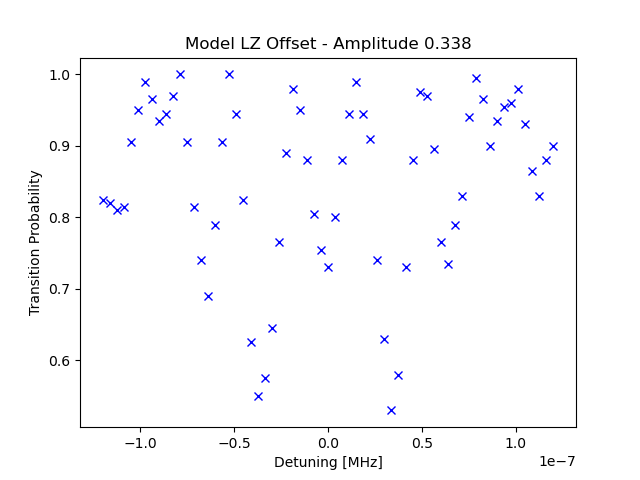 Model LZ Offset - Amplitude 0.338
Transition Probability
1.0
0.9
0.8
0.7
0.6
−1.0 −0.5 0.0 0.5 1.0
1e−7
Detuning [MHz]